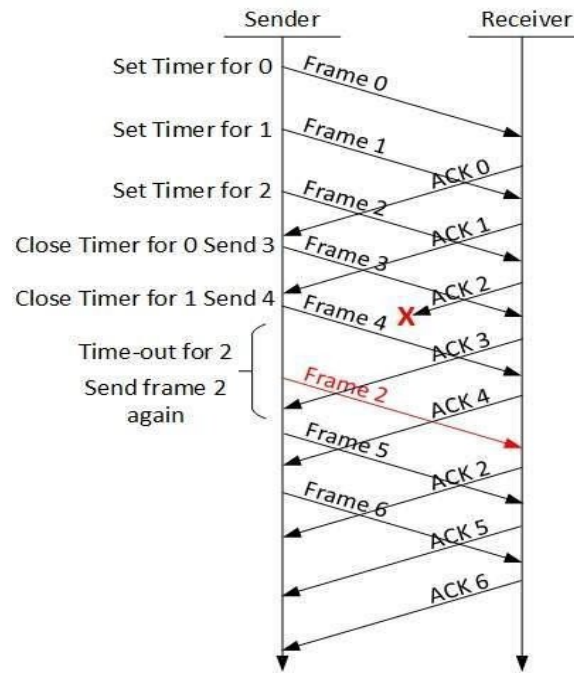 Sender
Receiver
Set Timer for 0
Frame 0
Set Timer for 1
Frame 1
ACK 0
Set Timer for 2
Frame 2
ACK 1
Close Timer for 0 Send 3
Frame 3
ACK 2
Close Timer for 1 Send 4
X
Frame 4
ACK 3
Time-out for 2
Send frame 2
again
Frame 2
ACK 4
Frame 5
ACK 2
Frame 6
ACK 5
ACK 6